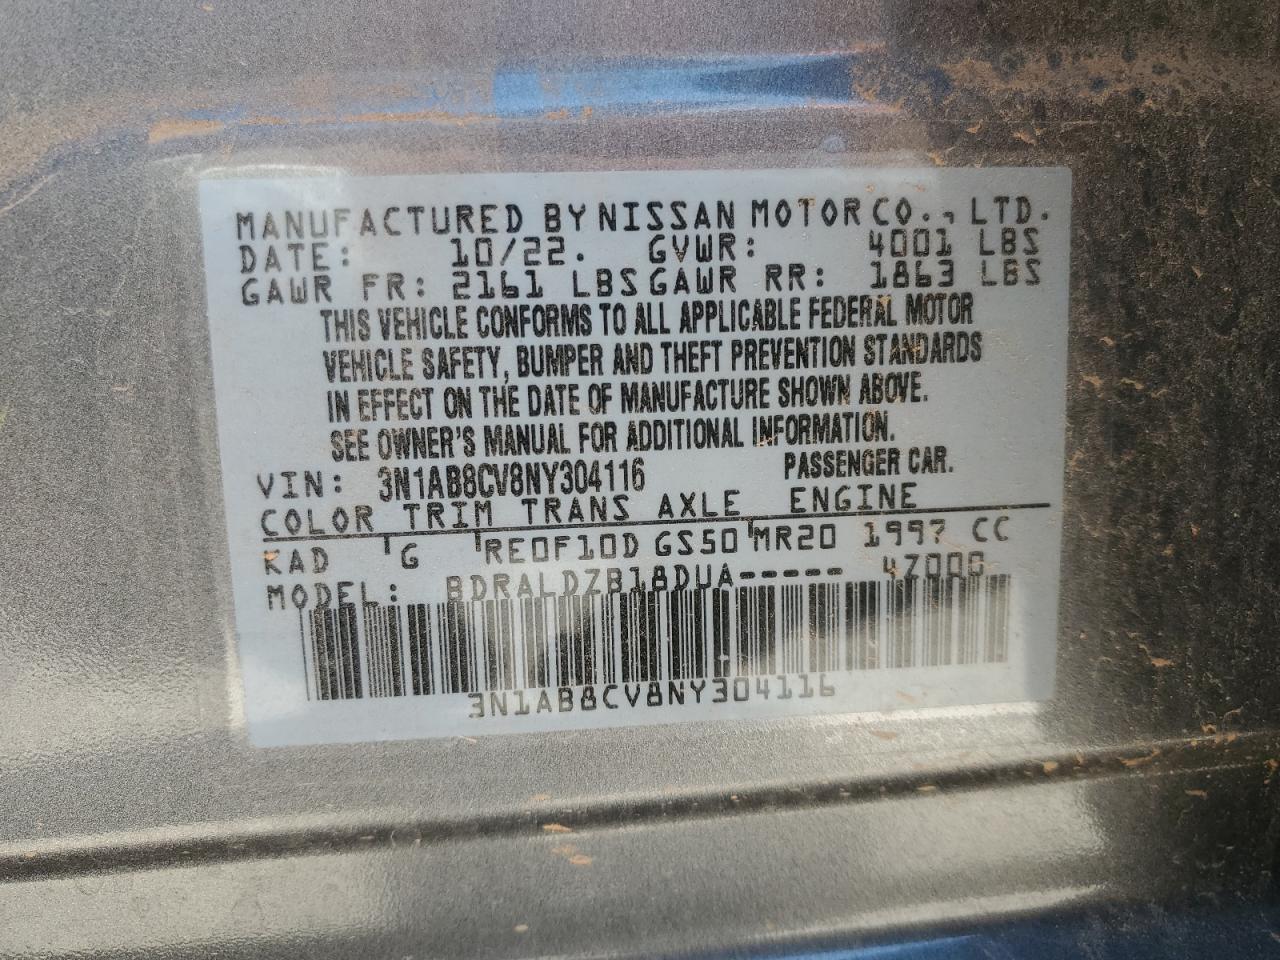 MANUFACTURED BY NISSAN MOTOR CO., LTD.
DATE: 10/22. GVWR: 4001 LBS
GAWR FR: 2161 LBS GAWR RR: 1863 LBS
THIS VEHICLE CONFORMS TO ALL APPLICABLE FEDERAL MOTOR
VEHICLE SAFETY, BUMPER AND THEFT PREVENTION STANDARDS
IN EFFECT ON THE DATE OF MANUFACTURE SHOWN ABOVE.
SEE OWNER'S MANUAL FOR ADDITIONAL INFORMATION.
VIN: 3N1AB8CV8NY304116 PASSENGER CAR.
COLOR TRIM TRANS AXLE ENGINE
KAD G RE0F10D GS50 MR20 1997 CC
MODEL: BDRALDZB18DUA----- 47000
3N1AB8CV8NY304116